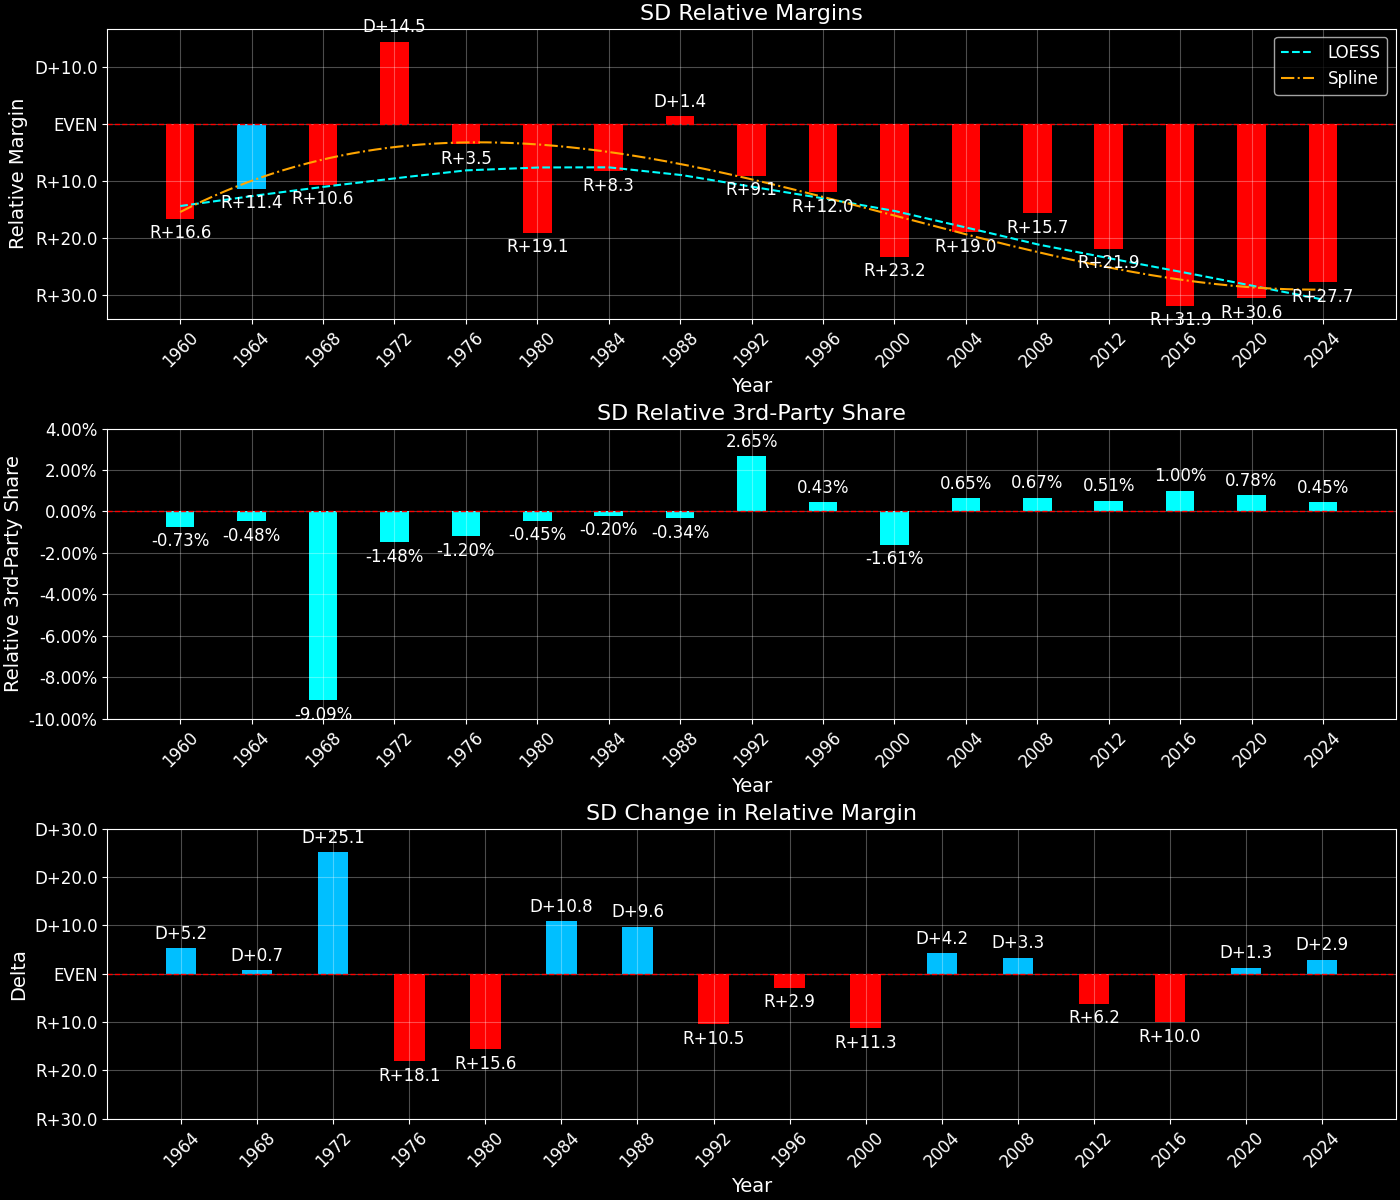 SD Relative Margins
Relative Margin
D+10.0
EVEN
R+10.0
R+20.0
R+30.0
LOESS
Spline
R+16.6
R+11.4
R+10.6
D+14.5
R+3.5
R+19.1
R+8.3
D+1.4
R+9.1
R+12.0
R+23.2
R+19.0
R+15.7
R+21.9
R+31.9
R+30.6
R+27.7
1960
1964
1968
1972
1976
1980
1984
1988
1992
1996
2000
2004
2008
2012
2016
2020
2024
Year
SD Relative 3rd-Party Share
Relative 3rd-Party Share
4.00%
2.00%
0.00%
-2.00%
-4.00%
-6.00%
-8.00%
-10.00%
-0.73%
-0.48%
-9.09%
-1.48%
-1.20%
-0.45%
-0.20%
-0.34%
2.65%
0.43%
-1.61%
0.65%
0.67%
0.51%
1.00%
0.78%
0.45%
1960
1964
1968
1972
1976
1980
1984
1988
1992
1996
2000
2004
2008
2012
2016
2020
2024
Year
SD Change in Relative Margin
Delta
D+30.0
D+20.0
D+10.0
EVEN
R+10.0
R+20.0
R+30.0
D+5.2
D+0.7
D+25.1
R+18.1
R+15.6
D+10.8
D+9.6
R+10.5
R+2.9
R+11.3
D+4.2
D+3.3
R+6.2
R+10.0
D+1.3
D+2.9
1964
1968
1972
1976
1980
1984
1988
1992
1996
2000
2004
2008
2012
2016
2020
2024
Year